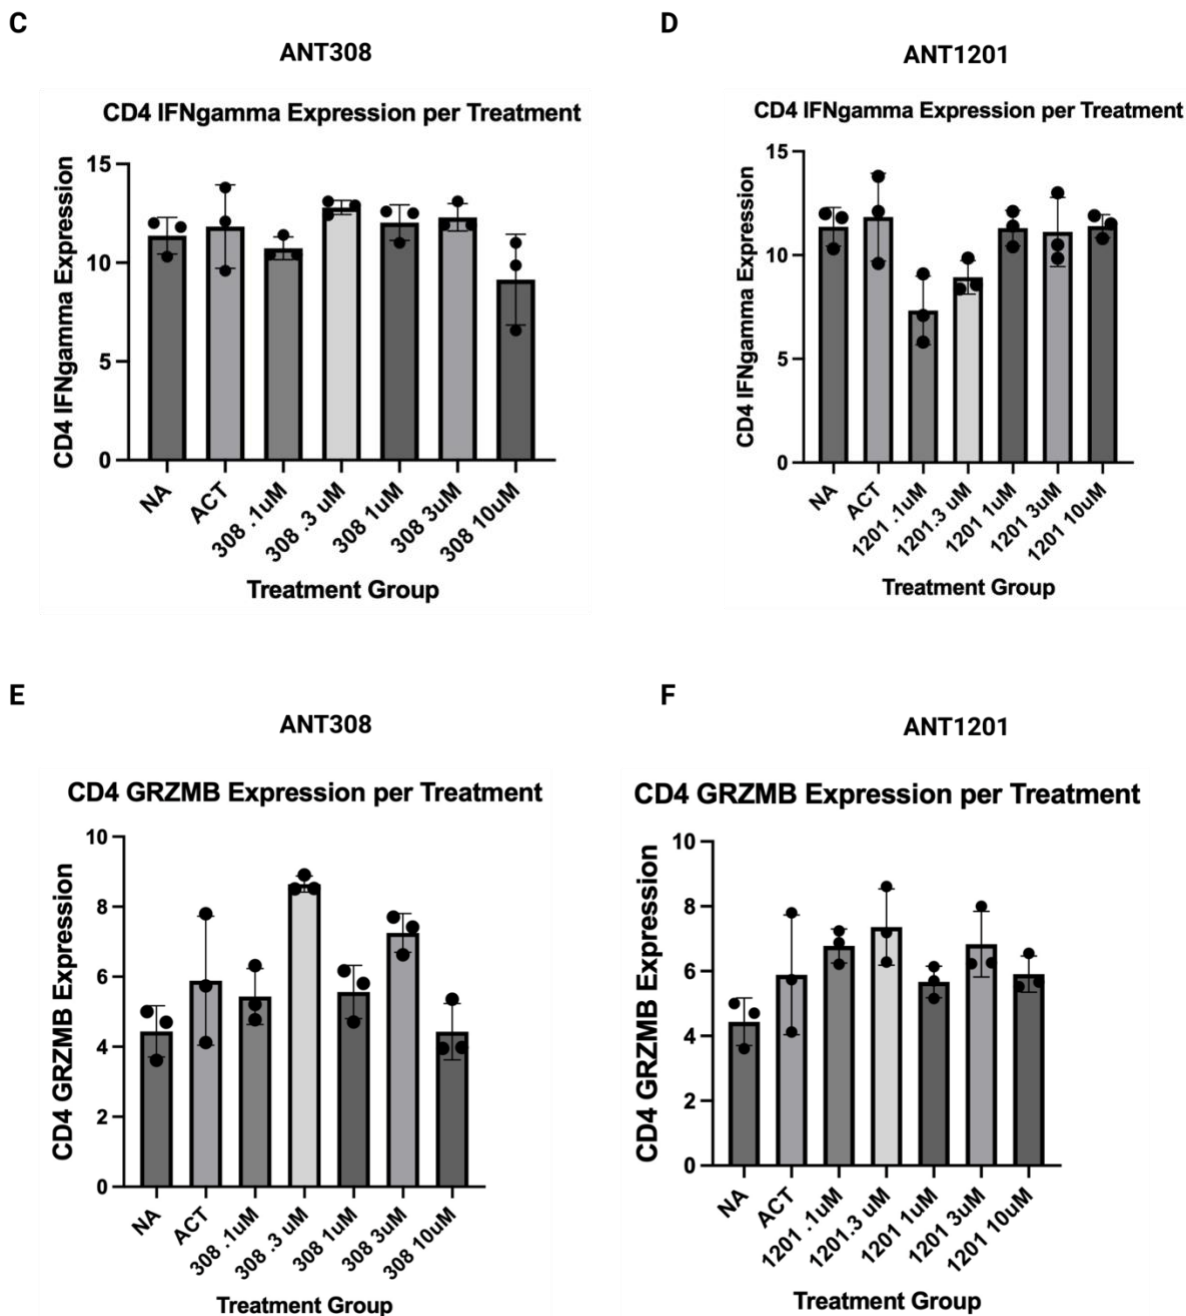 C
ANT308
CD4 IFNgamma Expression per Treatment
CD4 IFNgamma Expression
15
10
5
0
NA
ACT
308 .1uM
308 .3 uM
308 1uM
308 3uM
308 10uM
Treatment Group
D
ANT1201
CD4 IFNgamma Expression per Treatment
CD4 IFNgamma Expression
15
10
5
0
NA
ACT
1201 .1uM
1201.3 uM
1201 1uM
1201 3uM
1201 10uM
Treatment Group
E
ANT308
CD4 GRZMB Expression per Treatment
CD4 GRZMB Expression
10
8
6
4
2
0
NA
ACT
308 .1uM
308 .3 uM
308 1uM
308 3uM
308 10uM
Treatment Group
F
ANT1201
CD4 GRZMB Expression per Treatment
CD4 GRZMB Expression
10
8
6
4
2
0
NA
ACT
1201 .1uM
1201.3 uM
1201 1uM
1201 3uM
1201 10uM
Treatment Group